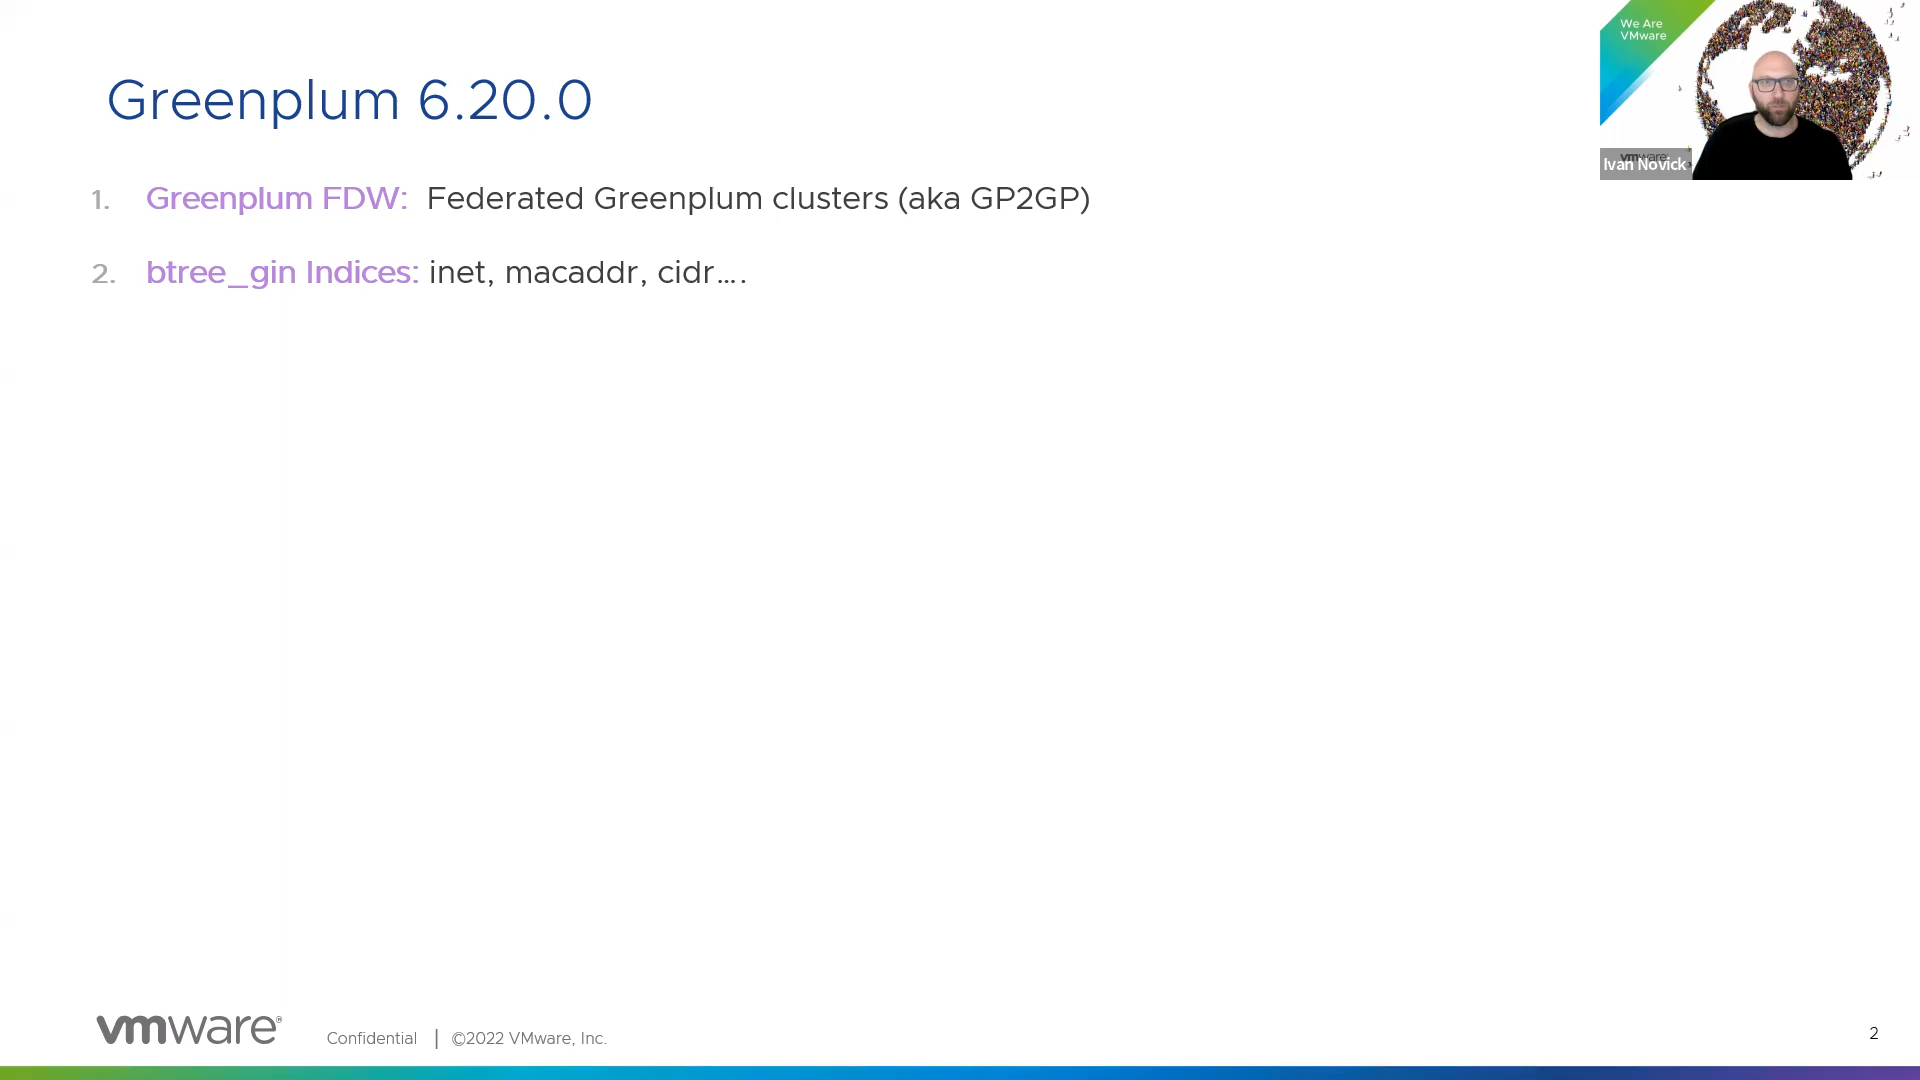 Greenplum 6.20.0
We Are
VMware
vmware
Ivan Novick
1. Greenplum FDW: Federated Greenplum clusters (aka GP2GP)
2. btree_gin Indices: inet, macaddr, cidr....
vmware®
Confidential | ©2022 VMware, Inc.
2